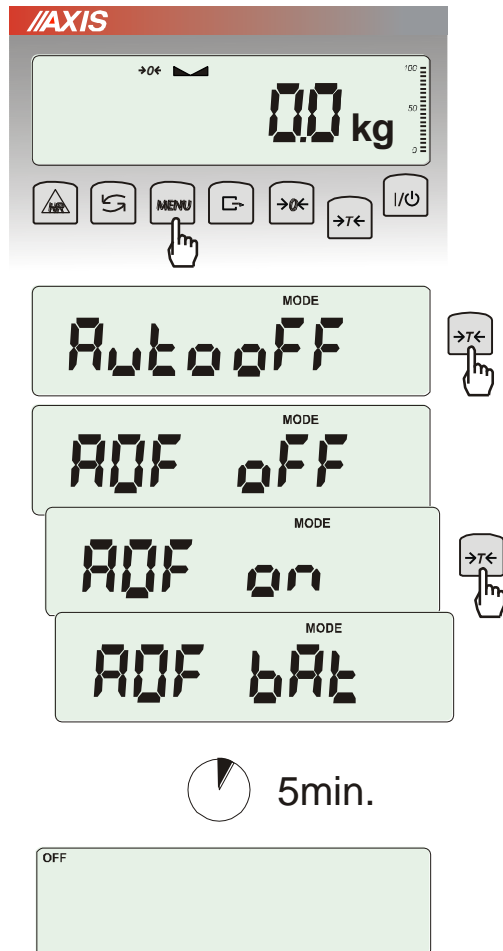 //AXIS
→0← 100
50
0.0 kg
0
HR MENU →0← →T← I/⏻
MODE
AutooFF →T←
MODE
AOF oFF
MODE
AOF on →T←
MODE
AOF bAt
5min.
OFF